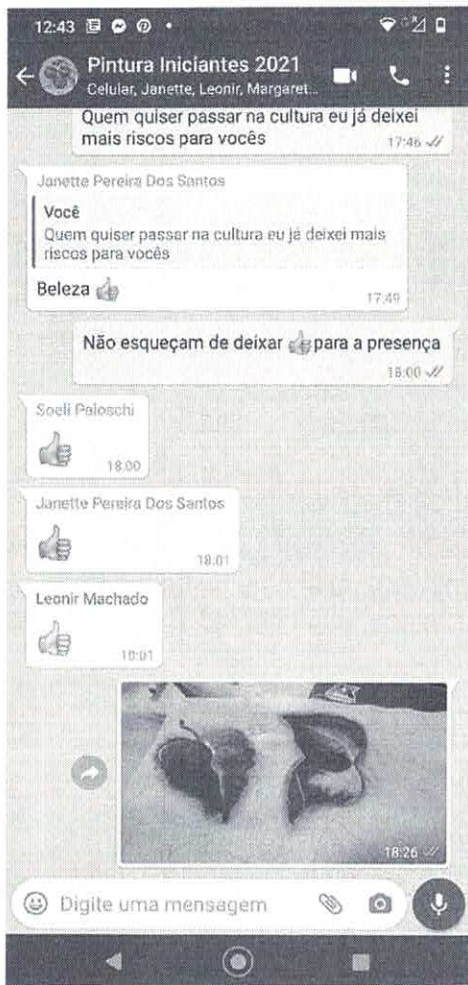 12:43
Pintura Iniciantes 2021
Celular, Janette, Leonir, Margaret...
Quem quiser passar na cultura eu já deixei
mais riscos para vocês
17:46
Janette Pereira Dos Santos
Você
Quem quiser passar na cultura eu já deixei mais
riscos para vocês
Beleza 👍
17:49
Não esqueçam de deixar 👍 para a presença
18:00
Soeli Paloschi
👍
18:00
Janette Pereira Dos Santos
👍
18:01
Leonir Machado
👍
18:01
18:26
Digite uma mensagem